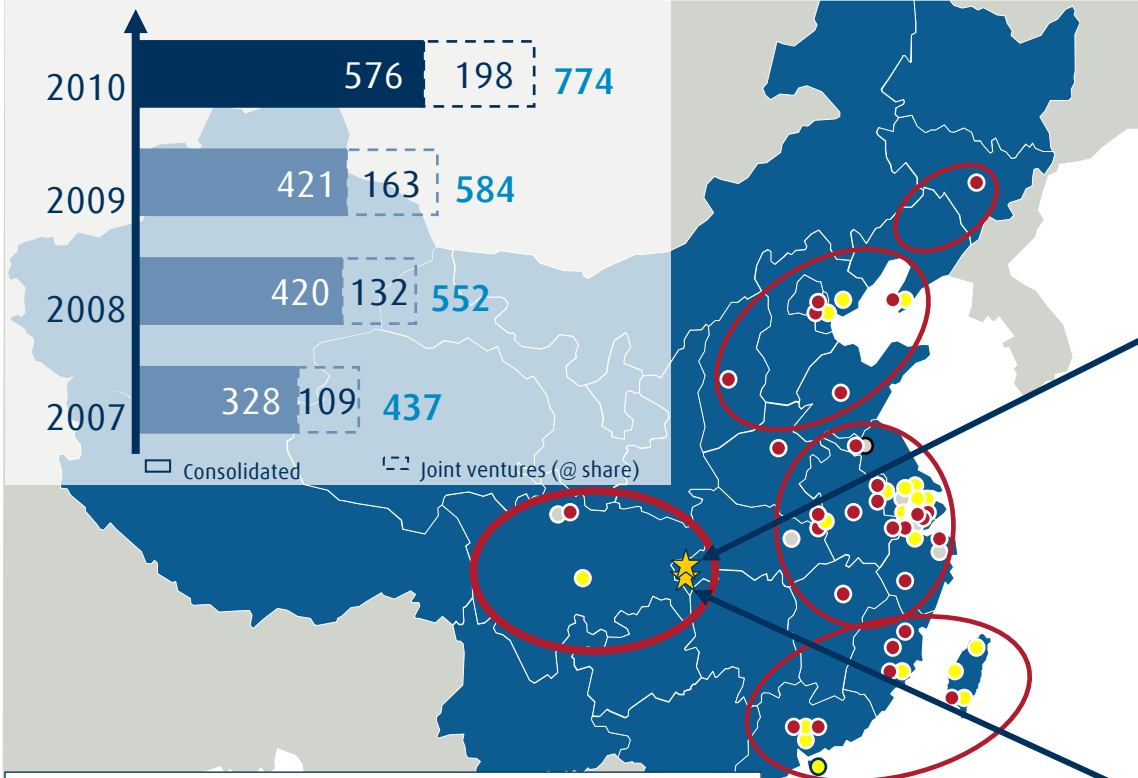 2010 576 198 774
2009 421 163 584
2008 420 132 552
2007 328 109 437
Consolidated Joint ventures (@ share)